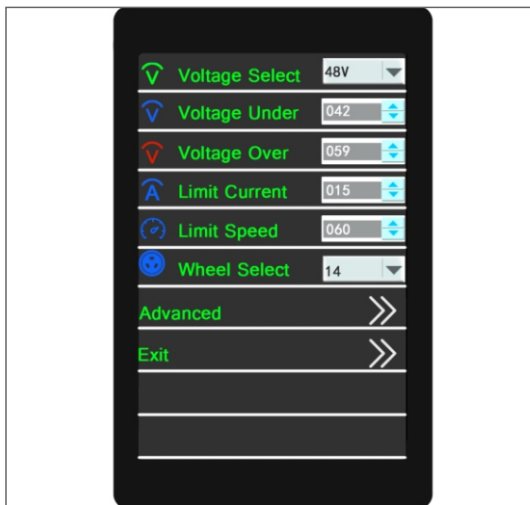 V Voltage Select 48V
V Voltage Under 042
V Voltage Over 059
A Limit Current 015
Limit Speed 060
Wheel Select 14
Advanced
Exit